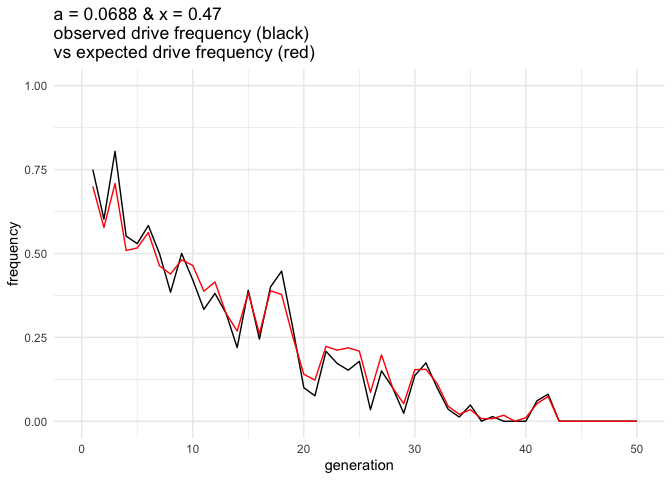 a = 0.0688 & x = 0.47
observed drive frequency (black)
vs expected drive frequency (red)
1.00
0.75
0.50
0.25
0.00
frequency
0 10 20 30 40 50
generation